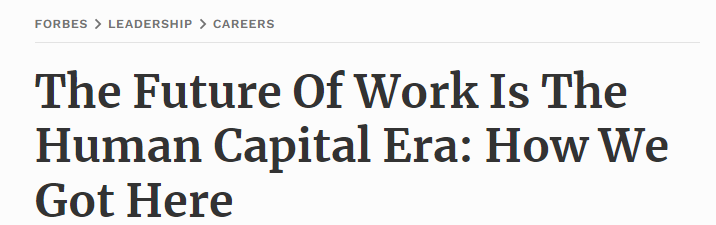 FORBES > LEADERSHIP > CAREERS
The Future Of Work Is The
Human Capital Era: How We
Got Here